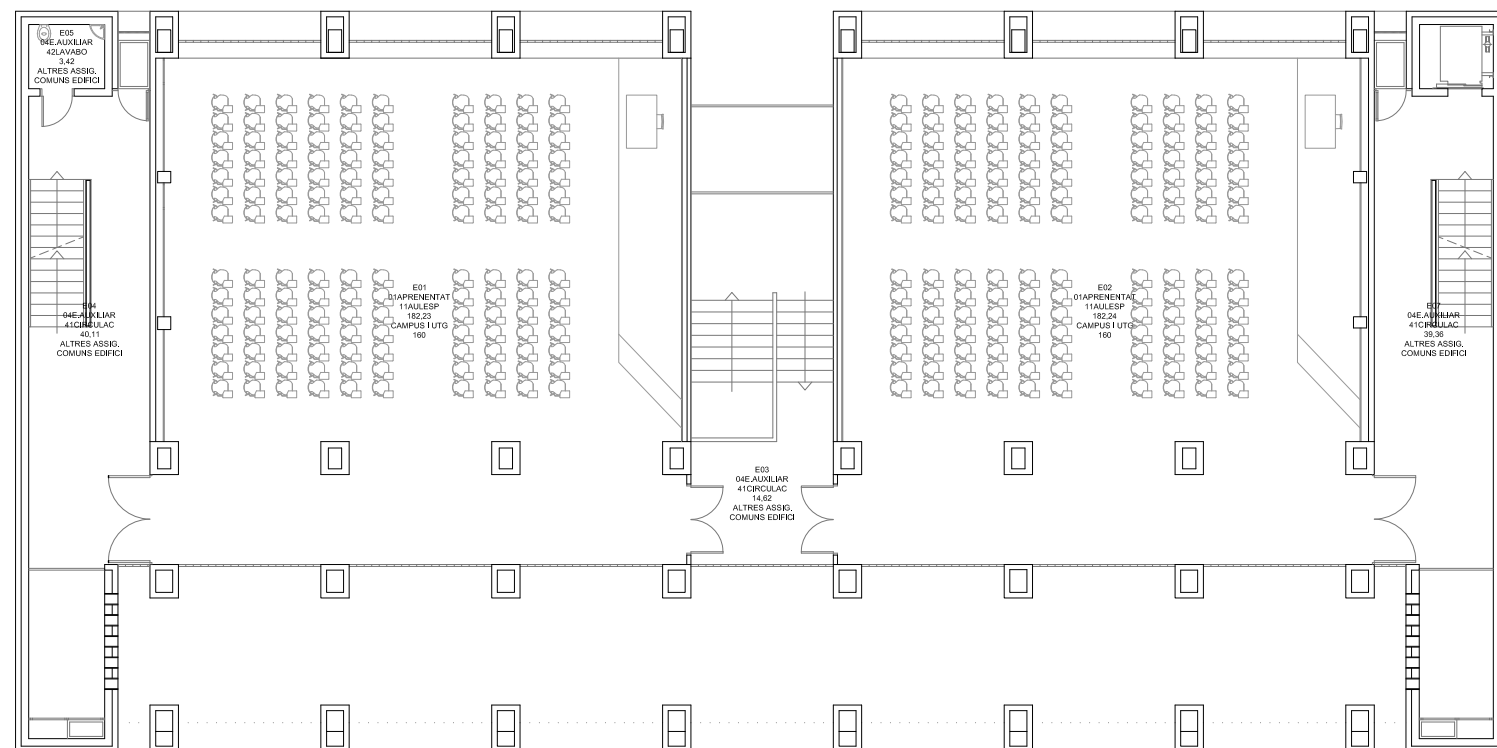 E05
04E.AUXILIAR
42LAVABO
3,42
ALTRES ASSIG.
COMUNS EDIFICI
E04
04E.AUXILIAR
41CIRCULAC
40,11
ALTRES ASSIG.
COMUNS EDIFICI
E01
01APRENENTAT
11AULESP
182,23
CAMPUS I UTG
160
E03
04E.AUXILIAR
41CIRCULAC
14,62
ALTRES ASSIG.
COMUNS EDIFICI
E02
01APRENENTAT
11AULESP
182,24
CAMPUS I UTG
160
E07
04E.AUXILIAR
41CIRCULAC
39,36
ALTRES ASSIG.
COMUNS EDIFICI